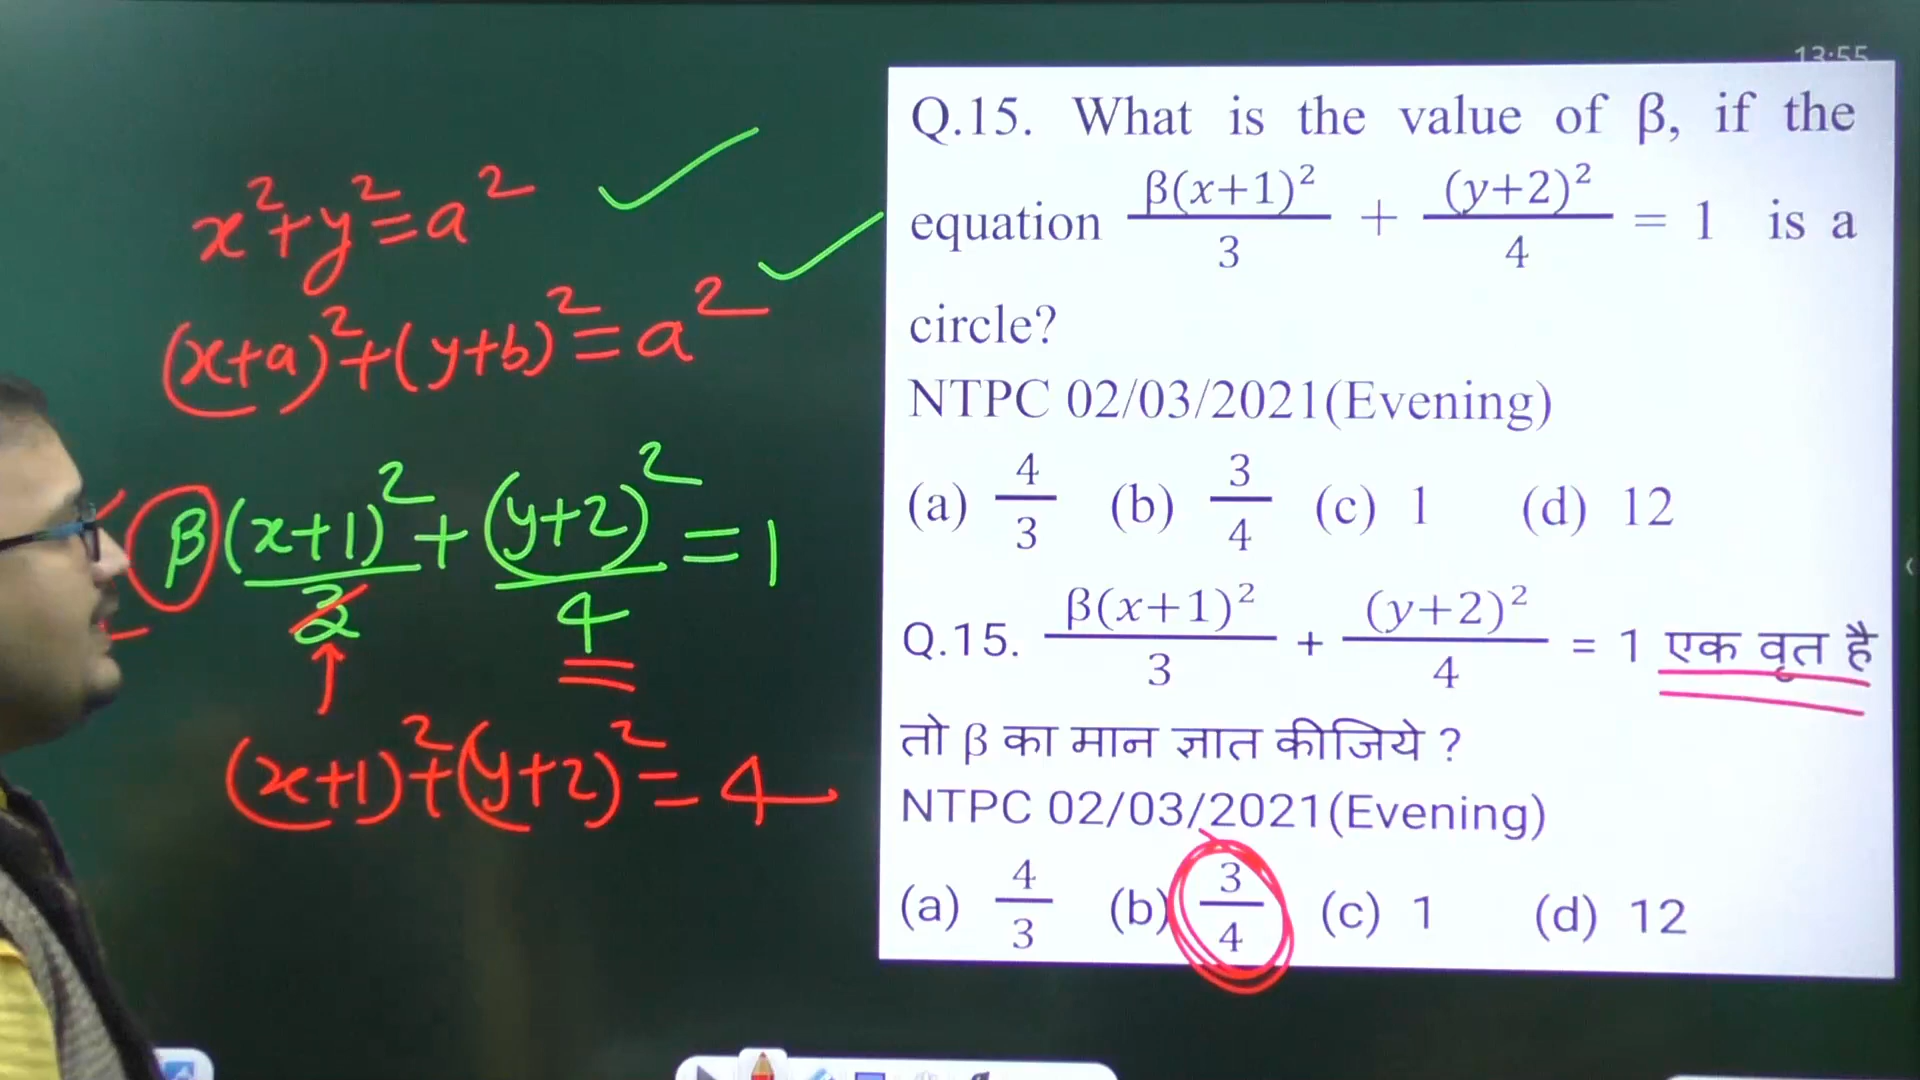 13:55
x²+y²=a²
(x+a)²+(y+b)²=a²
β(x+1)²/3 + (y+2)²/4 = 1
(x+1)²+(y+2)²=4
Q.15. What is the value of β, if the
equation β(x+1)²/3 + (y+2)²/4 = 1 is a
circle?
NTPC 02/03/2021(Evening)
(a) 4/3 (b) 3/4 (c) 1 (d) 12
Q.15. β(x+1)²/3 + (y+2)²/4 = 1 एक वृत है
तो β का मान ज्ञात कीजिये ?
NTPC 02/03/2021(Evening)
(a) 4/3 (b) 3/4 (c) 1 (d) 12